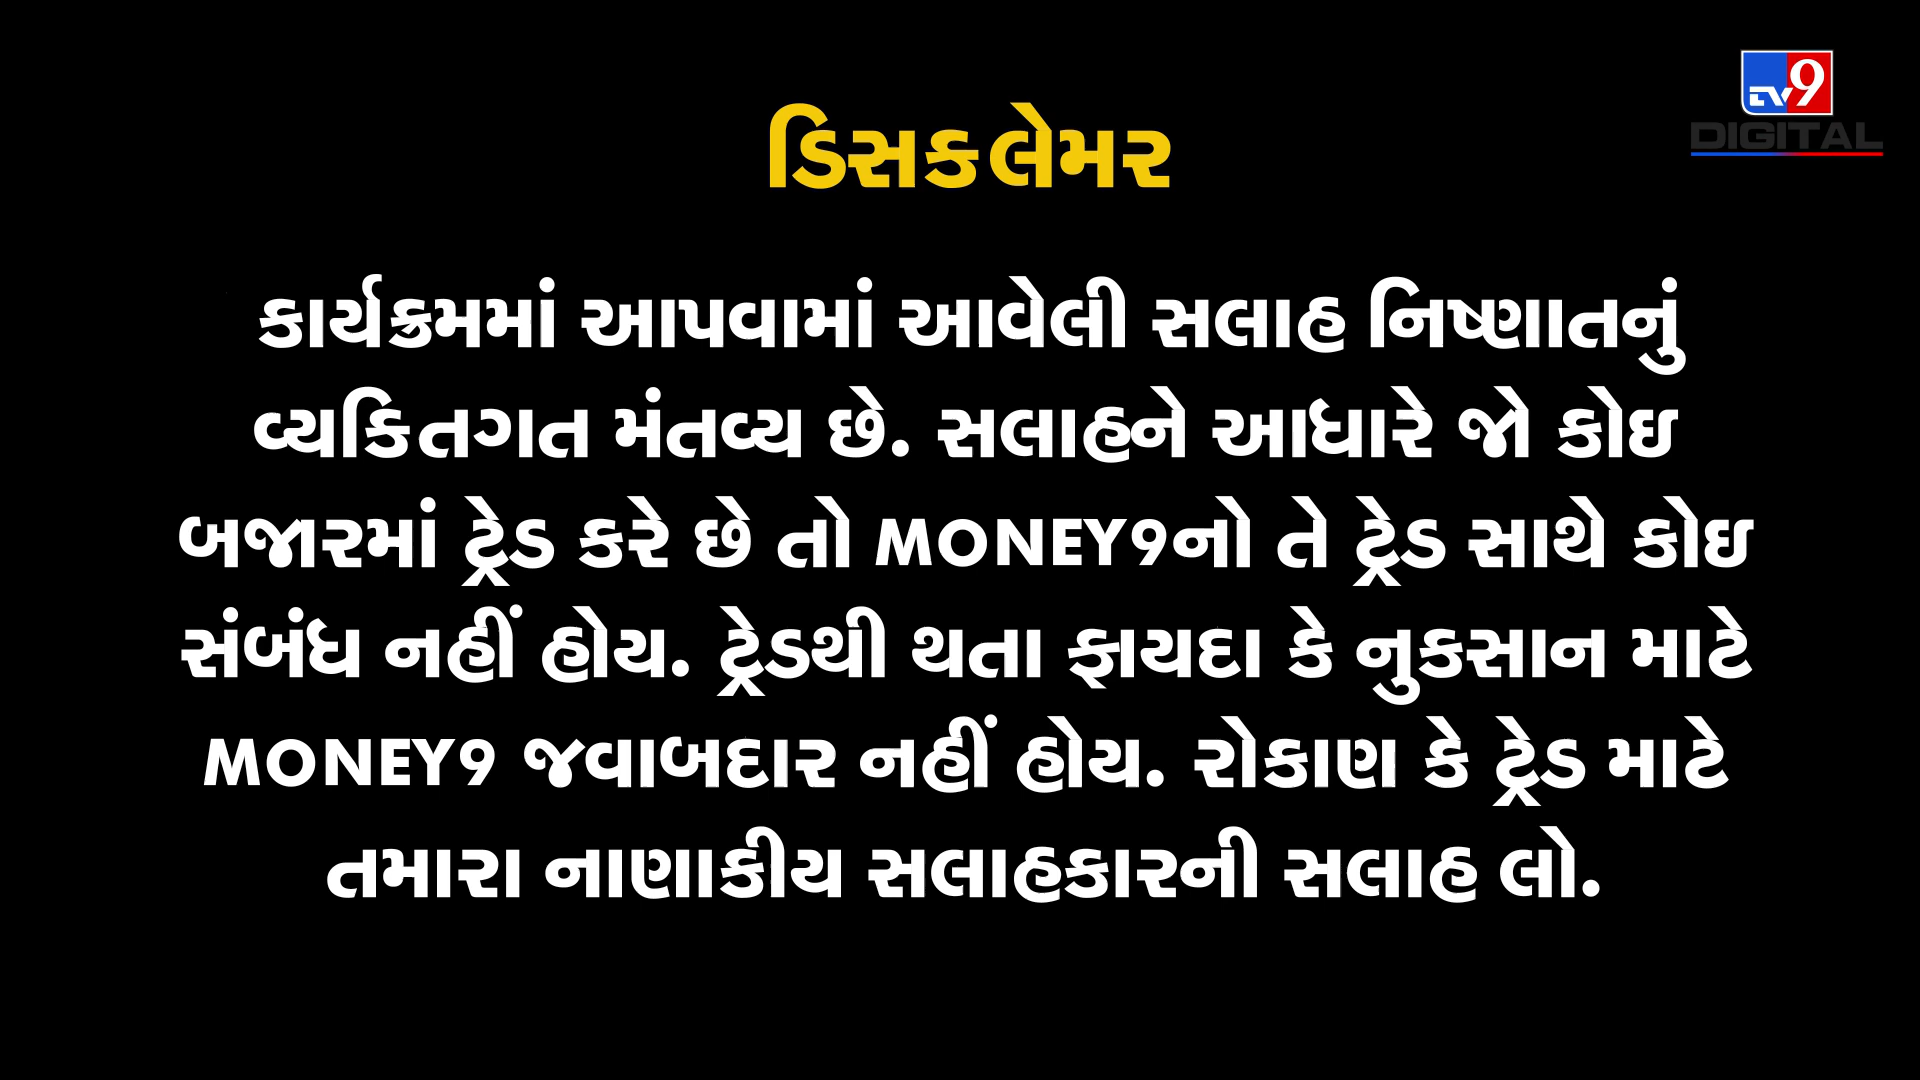 TV9
DIGITAL
ડિસક્લેમર
કાર્યક્રમમાં આપવામાં આવેલી સલાહ નિષ્ણાતનું
વ્યકિતગત મંતવ્ય છે. સલાહને આધારે જો કોઇ
બજારમાં ટ્રેડ કરે છે તો MONEY9નો તે ટ્રેડ સાથે કોઇ
સંબંધ નહીં હોય. ટ્રેડથી થતા ફાયદા કે નુકસાન માટે
MONEY9 જવાબદાર નહીં હોય. રોકાણ કે ટ્રેડ માટે
તમારા નાણાકીય સલાહકારની સલાહ લો.